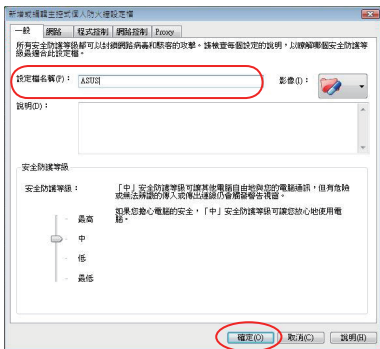 新增或編輯主控式個人防火牆設定檔
一般 網路 程式控制 網路控制 Proxy
所有安全防護等級都可以封鎖網路病毒和駭客的攻擊。請檢查每個設定的說明，以瞭解哪個安全防護等
級最適合此設定檔。
設定檔名稱(P)： ASUS 影像(I)：
說明(D)：
安全防護等級
安全防護等級：
「中」安全防護等級可讓其他電腦自由地與您的電腦通訊，但有危險
或無法辨識的傳入或傳出連線仍會觸發警告視窗。
如果您擔心電腦的安全，「中」安全防護等級可讓您放心地使用電
腦。
最高
中
低
最低
確定(O) 取消(C) 說明(H)